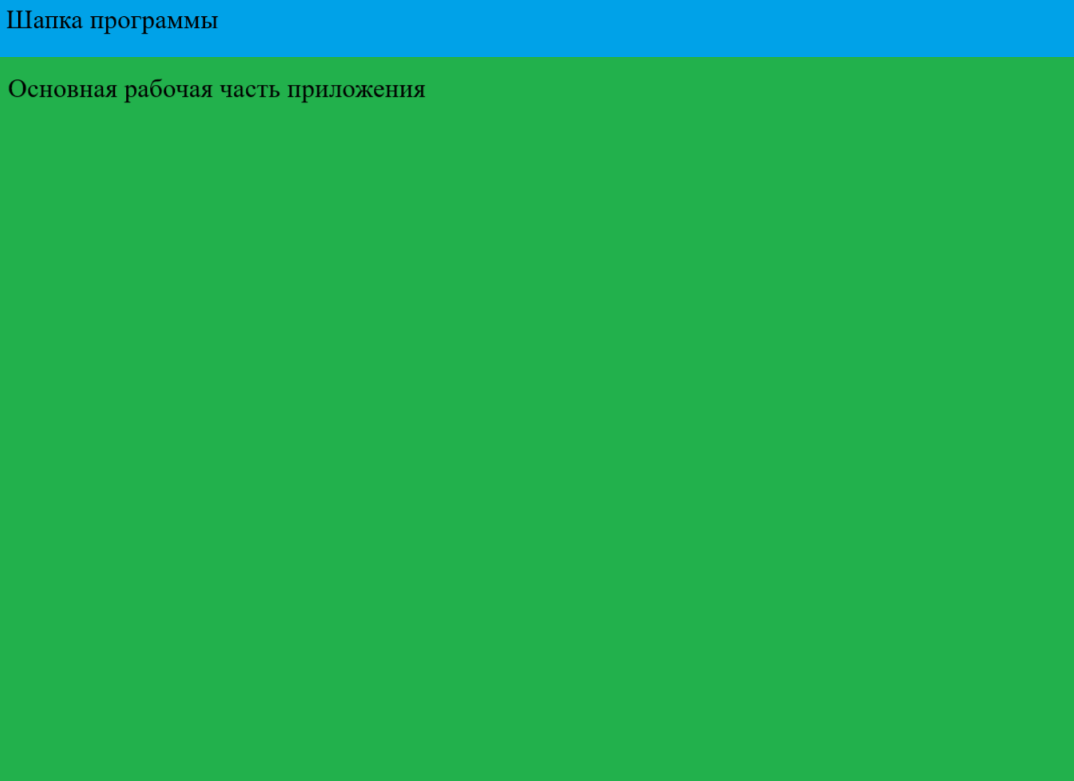 Шапка программы
Основная рабочая часть приложения